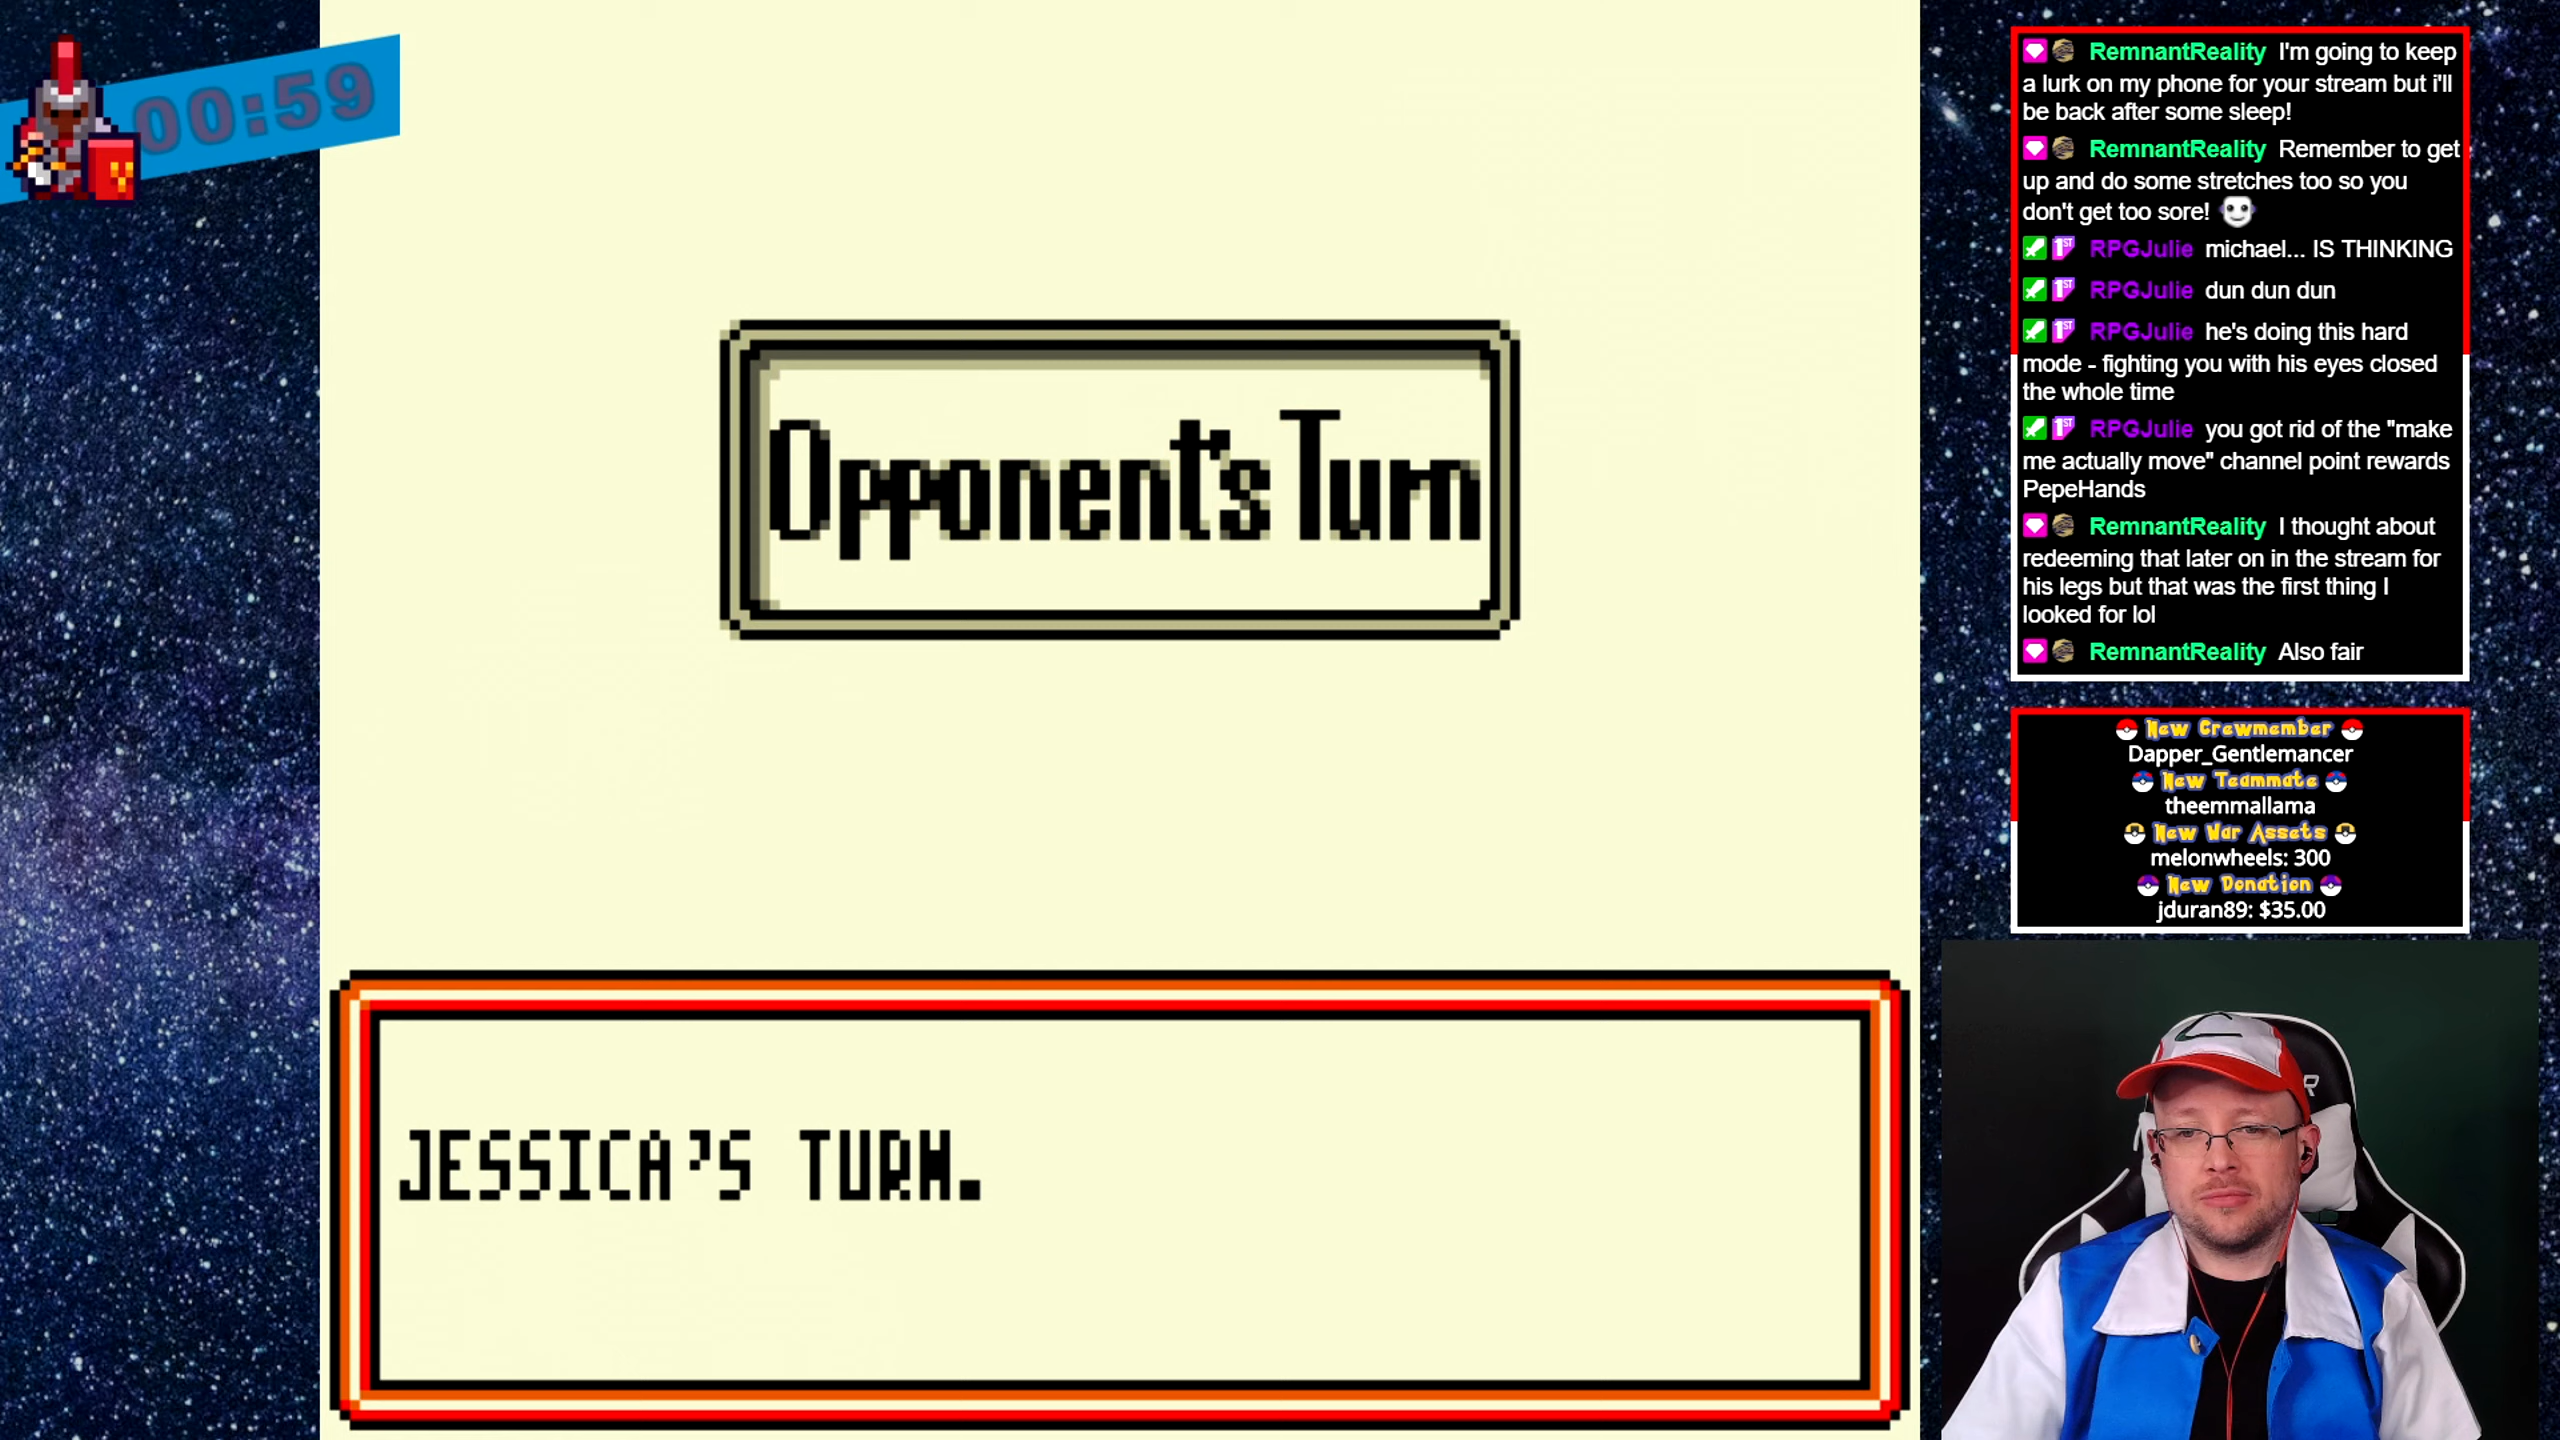 00:59
Opponent's Turn
JESSICA'S TURN.
RemnantReality I'm going to keep
a lurk on my phone for your stream but i'll
be back after some sleep!
RemnantReality Remember to get
up and do some stretches too so you
don't get too sore!
1ST RPGJulie michael... IS THINKING
1ST RPGJulie dun dun dun
1ST RPGJulie he's doing this hard
mode - fighting you with his eyes closed
the whole time
1ST RPGJulie you got rid of the "make
me actually move" channel point rewards
PepeHands
RemnantReality I thought about
redeeming that later on in the stream for
his legs but that was the first thing I
looked for lol
RemnantReality Also fair
New Crewmember
Dapper_Gentlemancer
New Teammate
theemmallama
New War Assets
melonwheels: 300
New Donation
jduran89: $35.00
R